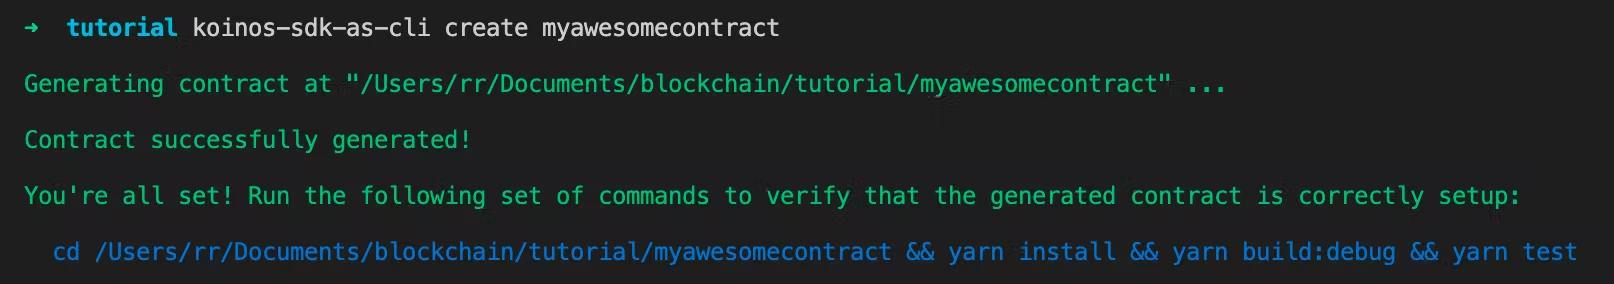 ➜ tutorial koinos-sdk-as-cli create myawesomecontract
Generating contract at "/Users/rr/Documents/blockchain/tutorial/myawesomecontract" ...
Contract successfully generated!
You're all set! Run the following set of commands to verify that the generated contract is correctly setup:
cd /Users/rr/Documents/blockchain/tutorial/myawesomecontract && yarn install && yarn build:debug && yarn test